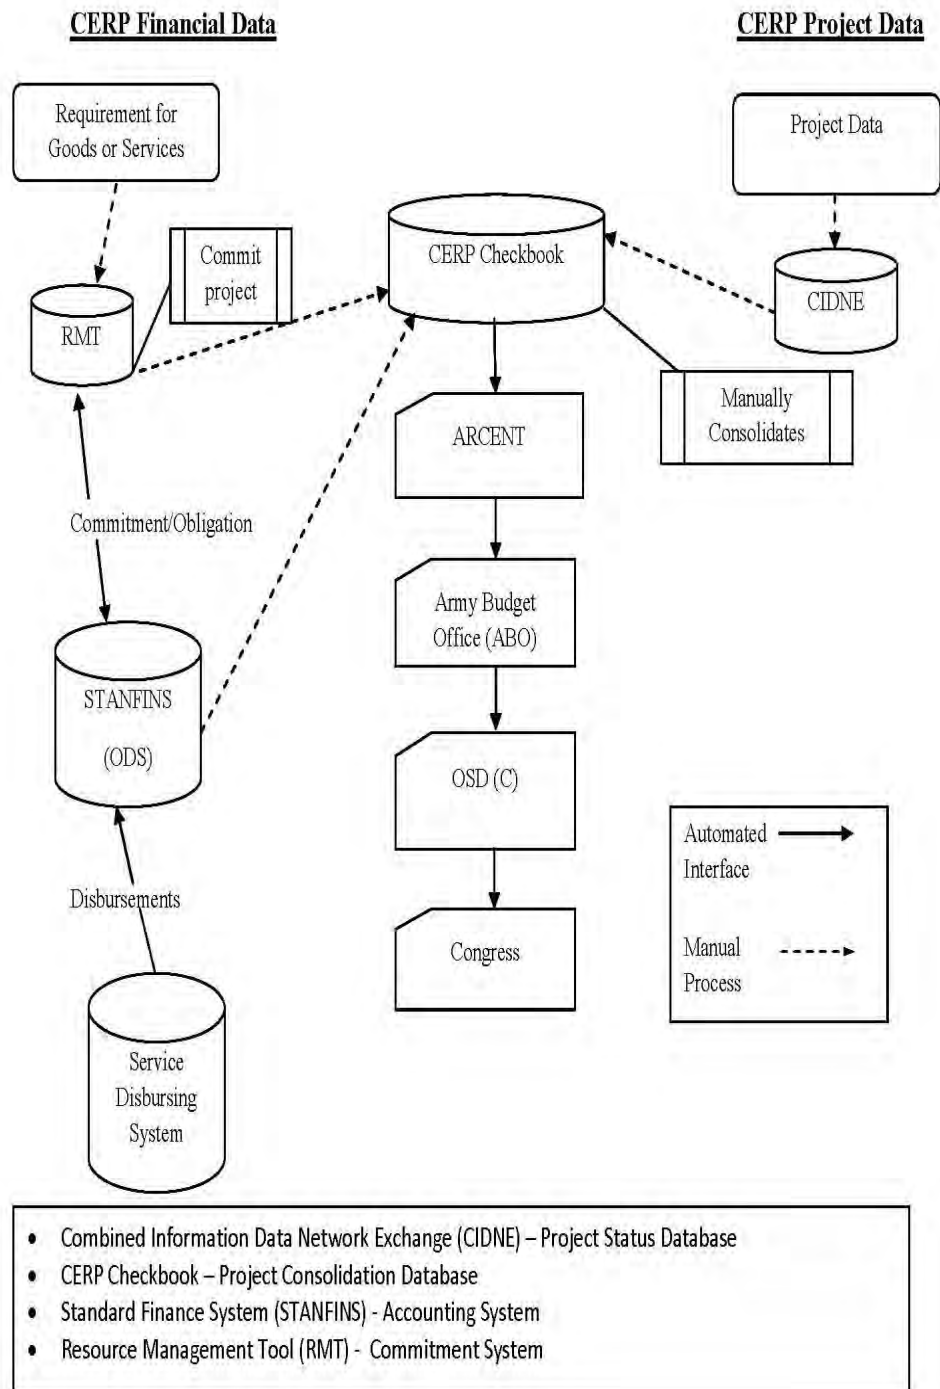 CERP Financial Data
CERP Project Data
Requirement for
Goods or Services
Project Data
Commit
project
CERP Checkbook
RMT
CIDNE
Manually
Consolidates
ARCENT
Commitment/Obligation
Army Budget
Office (ABO)
STANFINS
(ODS)
OSD (C)
Automated
Interface
Disbursements
Manual
Process
Congress
Service
Disbursing
System
• Combined Information Data Network Exchange (CIDNE) – Project Status Database
• CERP Checkbook – Project Consolidation Database
• Standard Finance System (STANFINS) - Accounting System
• Resource Management Tool (RMT) - Commitment System